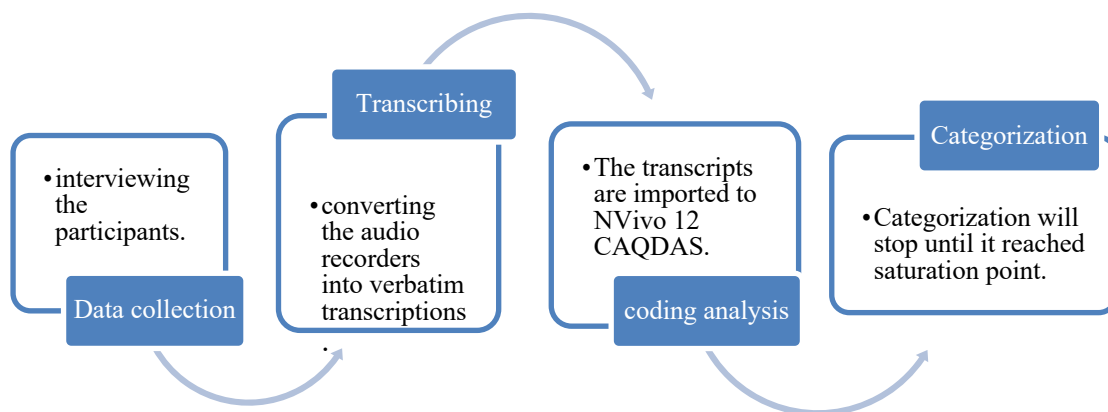 •interviewing
the
participants.
Data collection
Transcribing
•converting
the audio
recorders
into verbatim
transcriptions
.
•The transcripts
are imported to
NVivo 12
CAQDAS.
coding analysis
Categorization
•Categorization will
stop until it reached
saturation point.